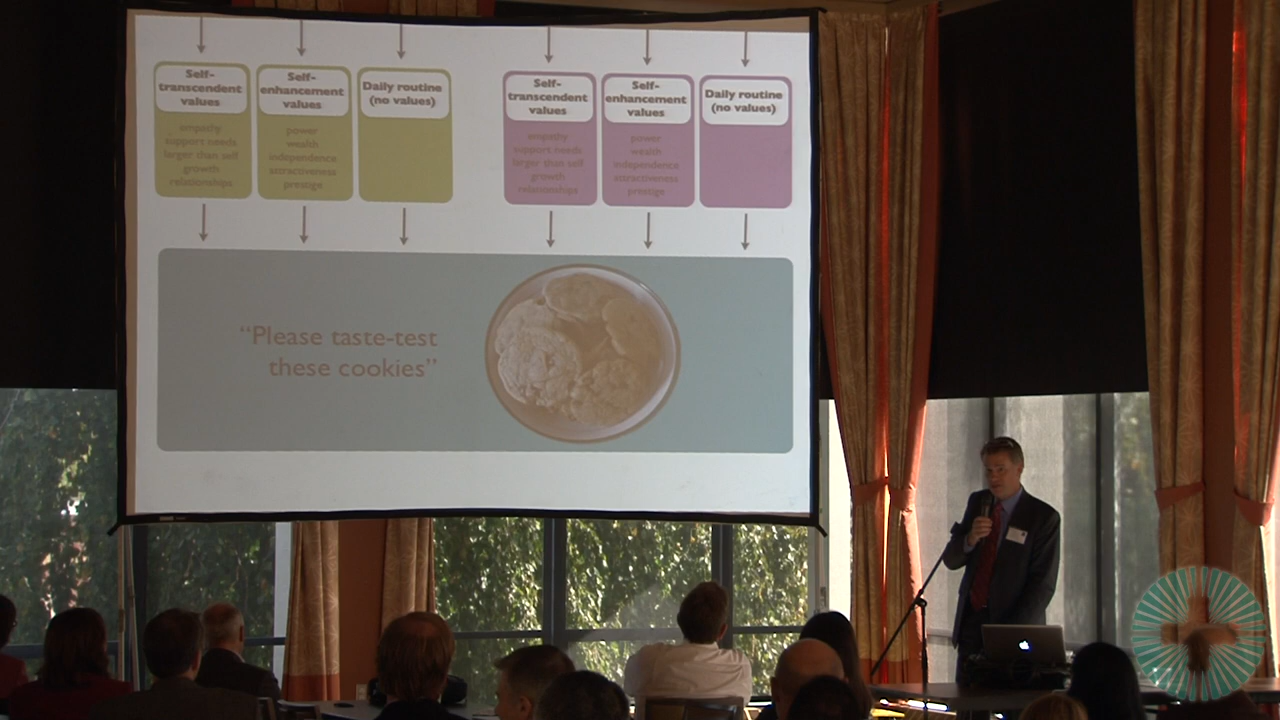 Self-
transcendent
values
empathy
support needs
larger than self
growth
relationships
Self-
enhancement
values
power
wealth
independence
attractiveness
prestige
Daily routine
(no values)
Self-
transcendent
values
empathy
support needs
larger than self
growth
relationships
Self-
enhancement
values
power
wealth
independence
attractiveness
prestige
Daily routine
(no values)
“Please taste-test
these cookies”